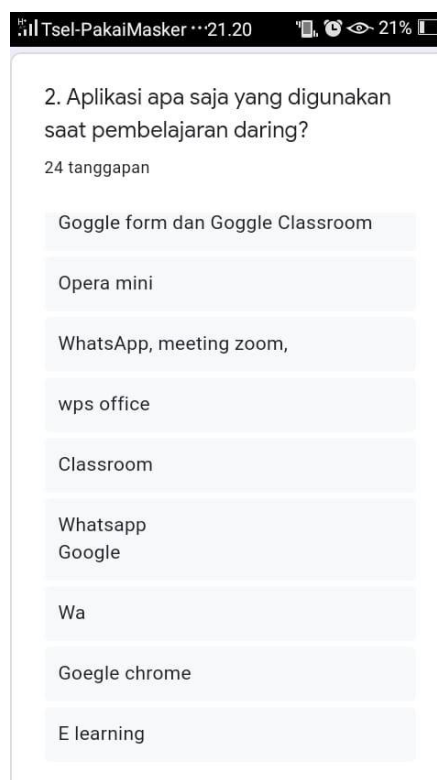 Tsel-PakaiMasker ···21.20 21%
2. Aplikasi apa saja yang digunakan
saat pembelajaran daring?
24 tanggapan
Goggle form dan Goggle Classroom
Opera mini
WhatsApp, meeting zoom,
wps office
Classroom
Whatsapp
Google
Wa
Goegle chrome
E learning